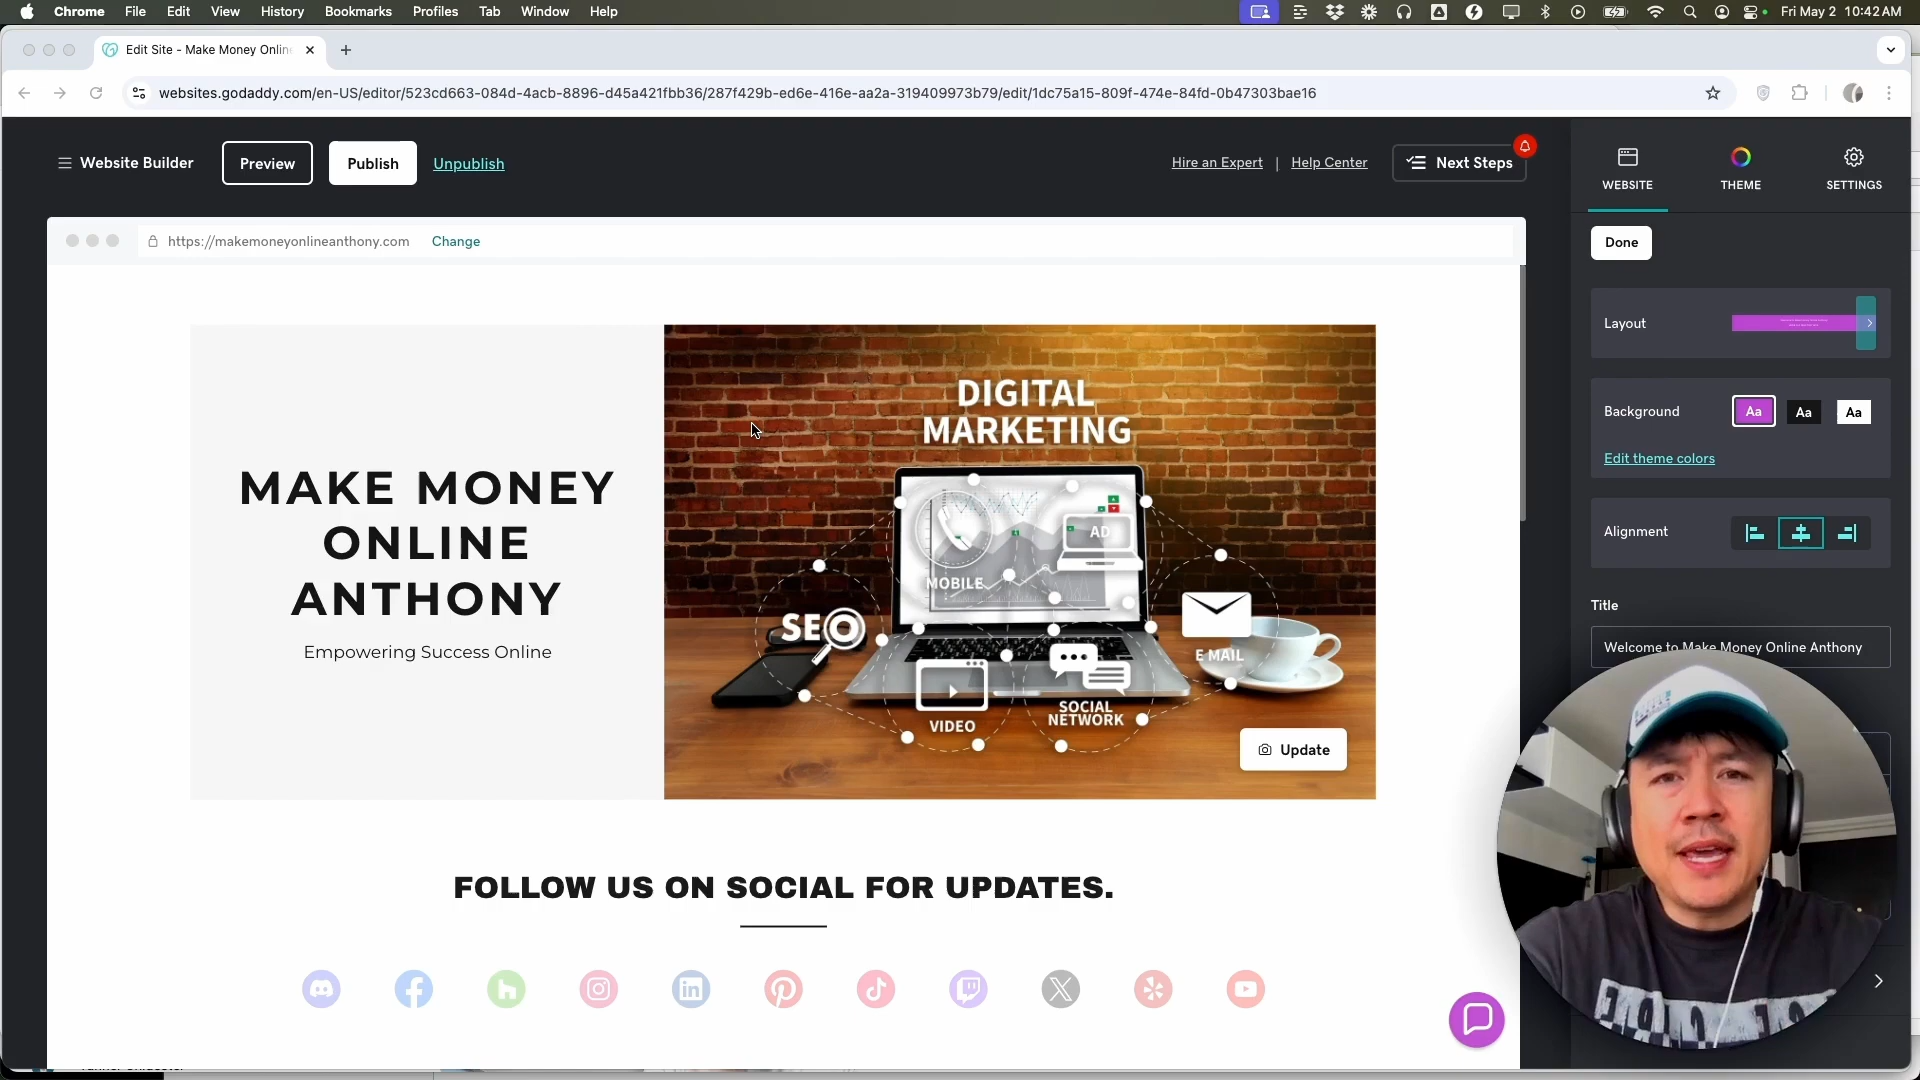 Chrome File Edit View History Bookmarks Profiles Tab Window Help Fri May 2 10:42 AM
Edit Site - Make Money Onlin
websites.godaddy.com/en-US/editor/523cd663-084d-4acb-8896-d45a421fbb36/287f429b-ed6e-416e-aa2a-319409973b79/edit/1dc75a15-809f-474e-84fd-0b47303bae16
Website Builder Preview Publish Unpublish Hire an Expert | Help Center Next Steps
WEBSITE THEME SETTINGS
https://makemoneyonlineanthony.com Change
Done
Layout
Background Aa Aa Aa
Edit theme colors
Alignment
Title
Welcome to Make Money Online Anthony
MAKE MONEY
ONLINE
ANTHONY
Empowering Success Online
DIGITAL
MARKETING
AD
MOBILE
SEO
E MAIL
SOCIAL
NETWORK
VIDEO
Update
FOLLOW US ON SOCIAL FOR UPDATES.